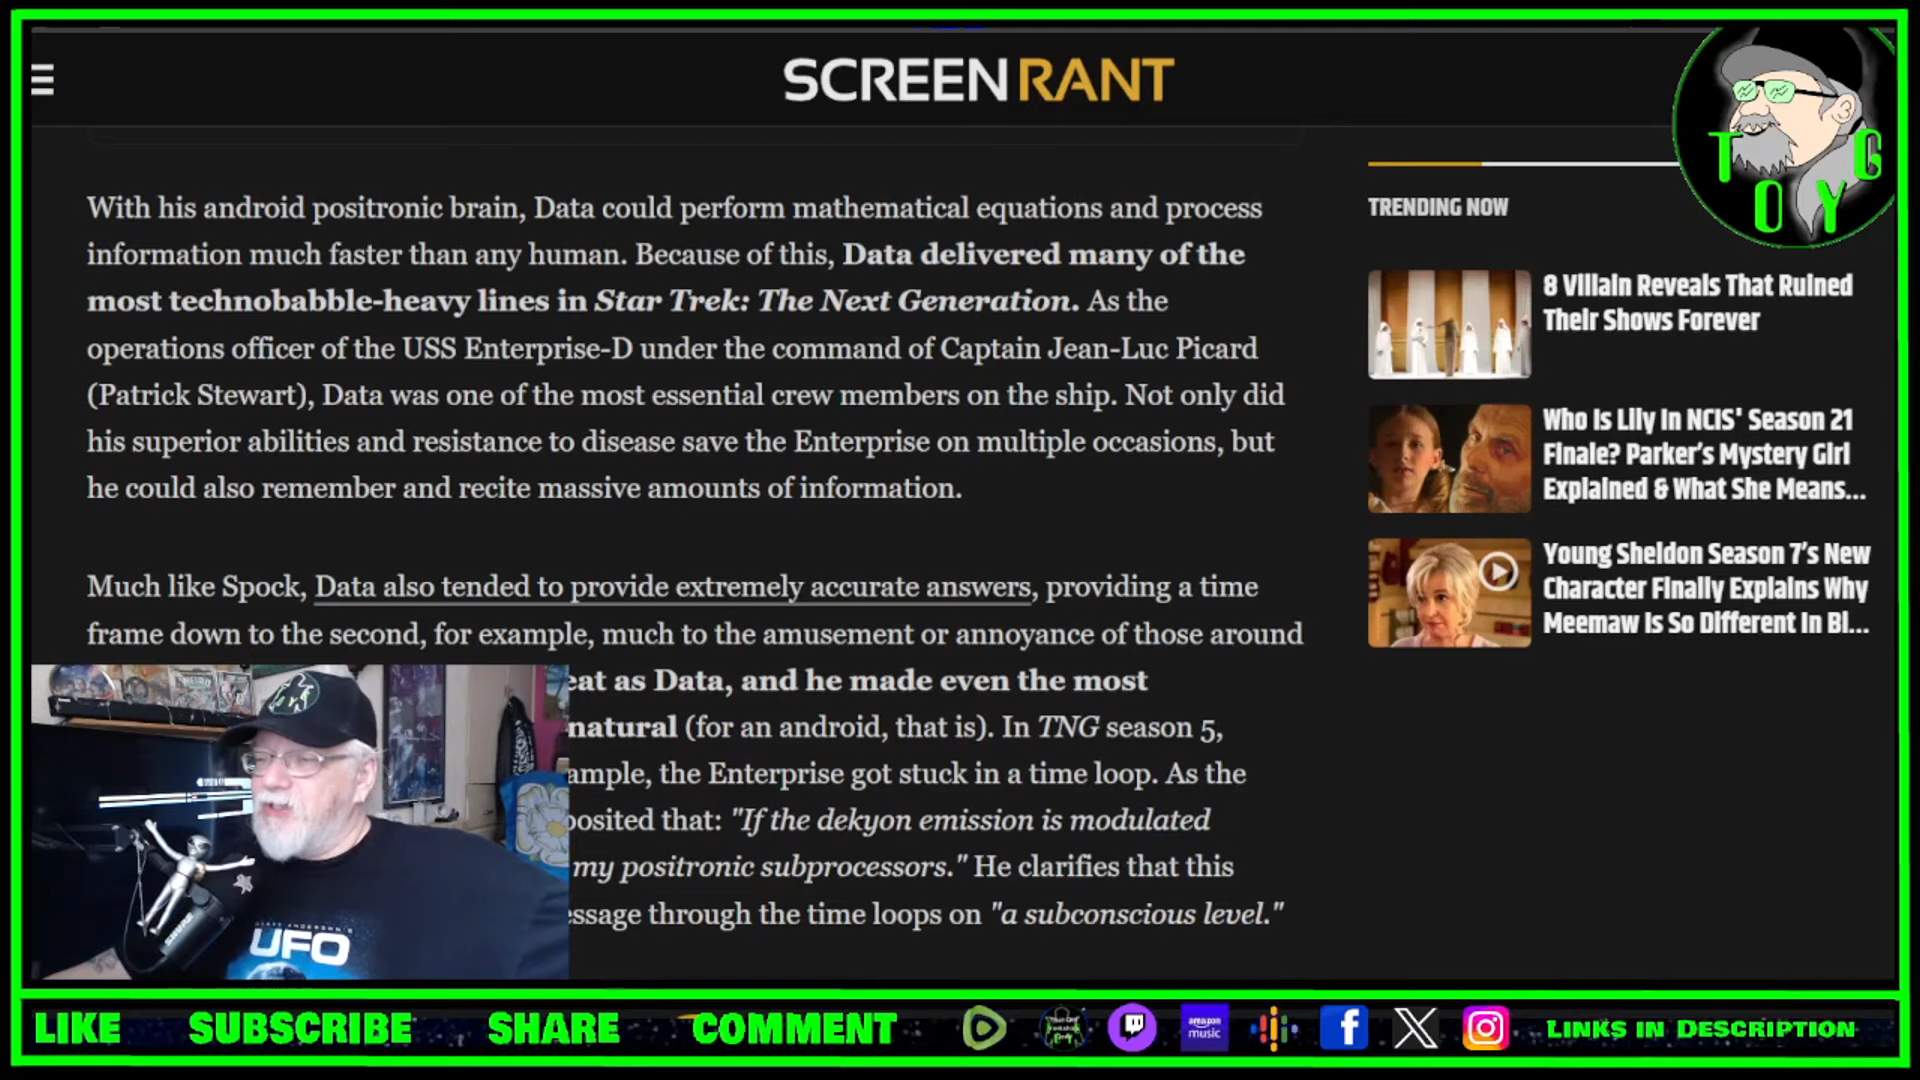 SCREENRANT
T O Y G
With his android positronic brain, Data could perform mathematical equations and process
information much faster than any human. Because of this, Data delivered many of the
most technobabble-heavy lines in Star Trek: The Next Generation. As the
operations officer of the USS Enterprise-D under the command of Captain Jean-Luc Picard
(Patrick Stewart), Data was one of the most essential crew members on the ship. Not only did
his superior abilities and resistance to disease save the Enterprise on multiple occasions, but
he could also remember and recite massive amounts of information.
Much like Spock, Data also tended to provide extremely accurate answers, providing a time
frame down to the second, for example, much to the amusement or annoyance of those around
eat as Data, and he made even the most
natural (for an android, that is). In TNG season 5,
ample, the Enterprise got stuck in a time loop. As the
posited that: "If the dekyon emission is modulated
my positronic subprocessors." He clarifies that this
ssage through the time loops on "a subconscious level."
TRENDING NOW
8 Villain Reveals That Ruined
Their Shows Forever
Who Is Lily In NCIS' Season 21
Finale? Parker's Mystery Girl
Explained & What She Means...
Young Sheldon Season 7's New
Character Finally Explains Why
Meemaw Is So Different In BI...
UFO
LIKE SUBSCRIBE SHARE COMMENT
amazon
music
LINKS IN DESCRIPTION